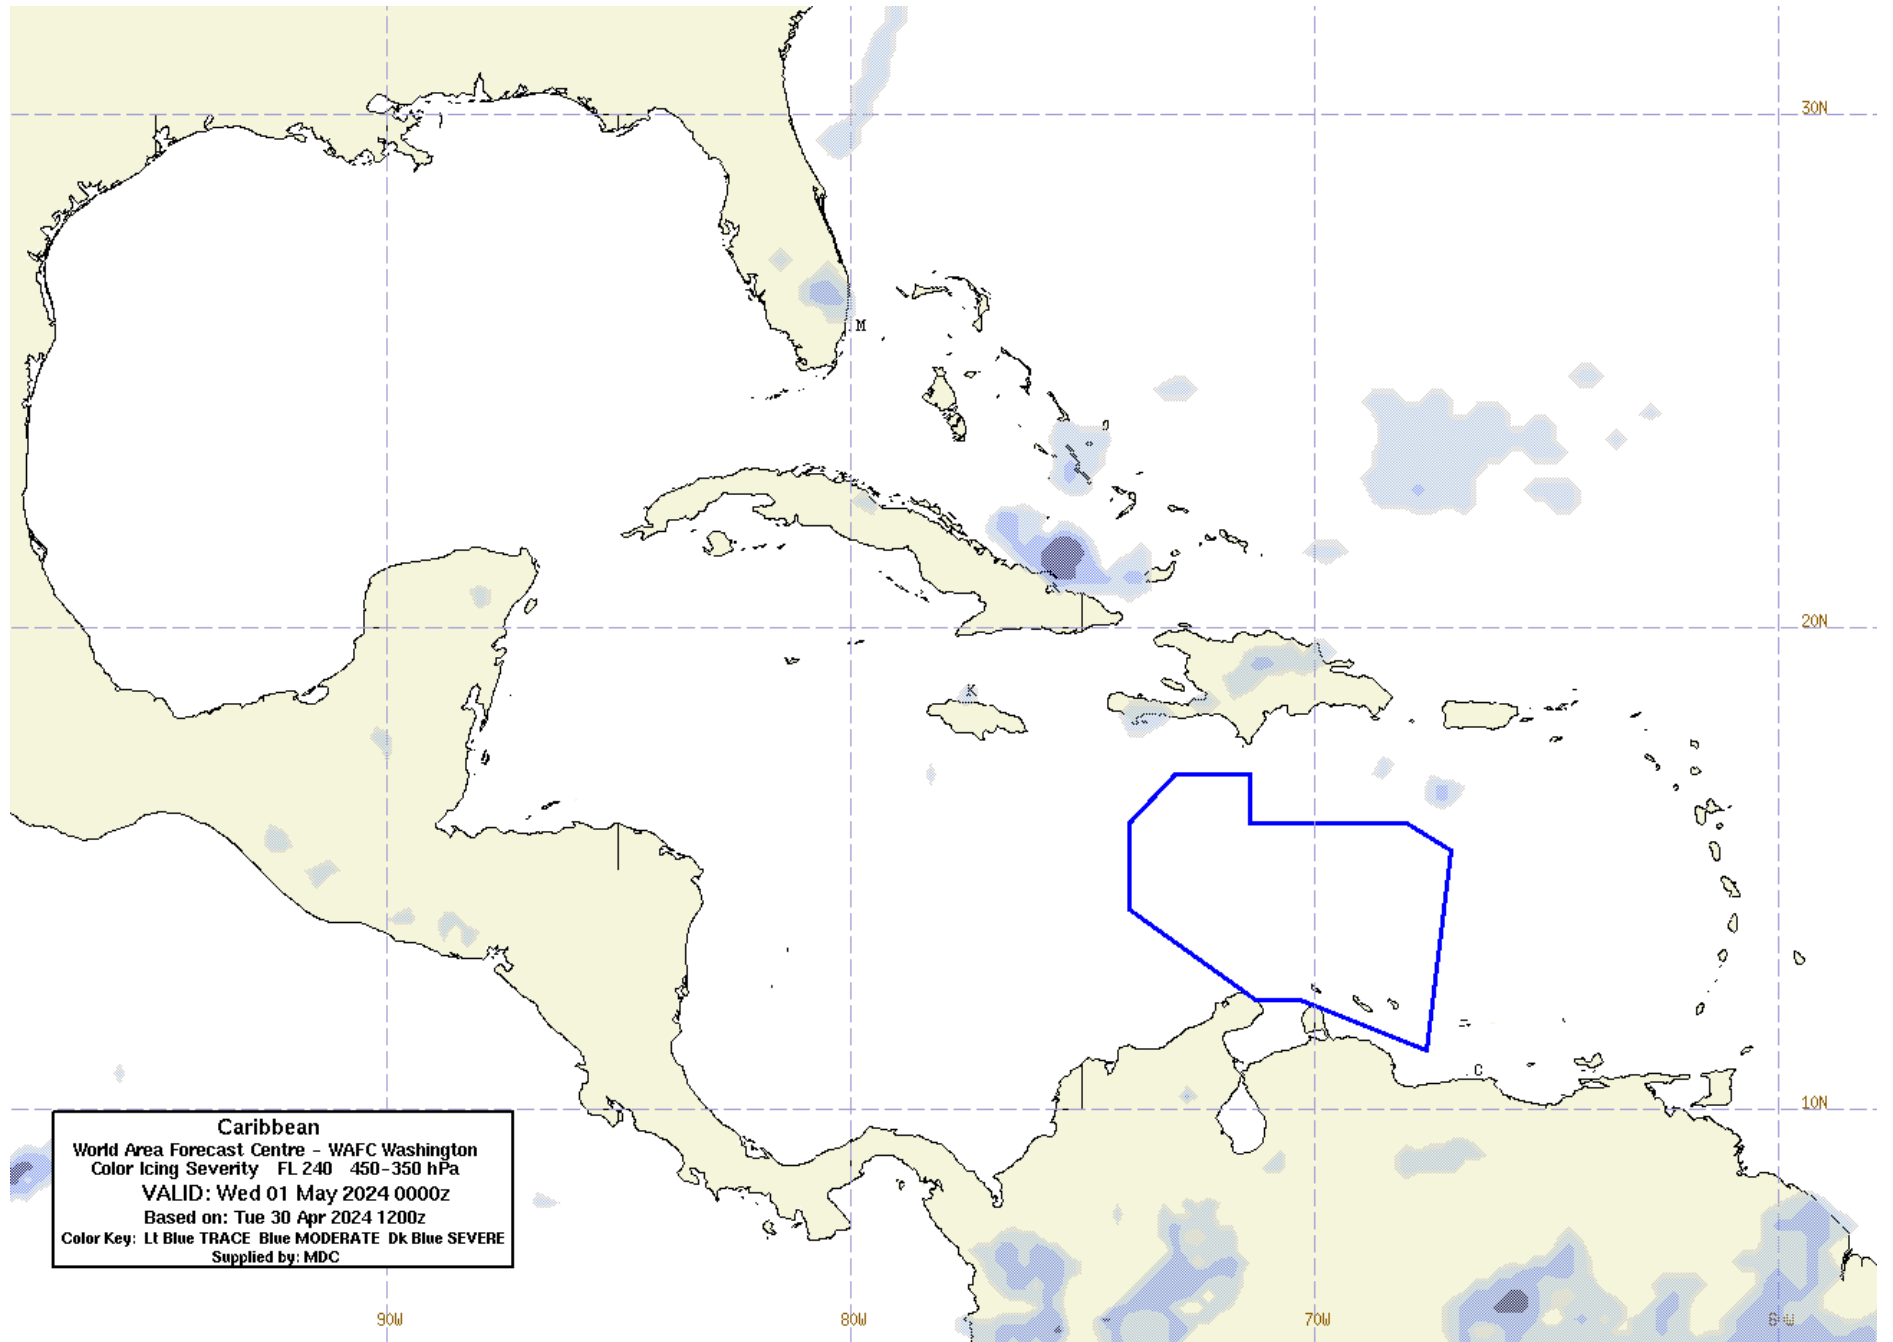 30N
M
20N
K
C
10N
Caribbean
World Area Forecast Centre - WAFC Washington
Color Icing Severity FL 240 450-350 hPa
VALID: Wed 01 May 2024 0000z
Based on: Tue 30 Apr 2024 1200z
Color Key: Lt Blue TRACE Blue MODERATE Dk Blue SEVERE
Supplied by: MDC
90W
80W
70W